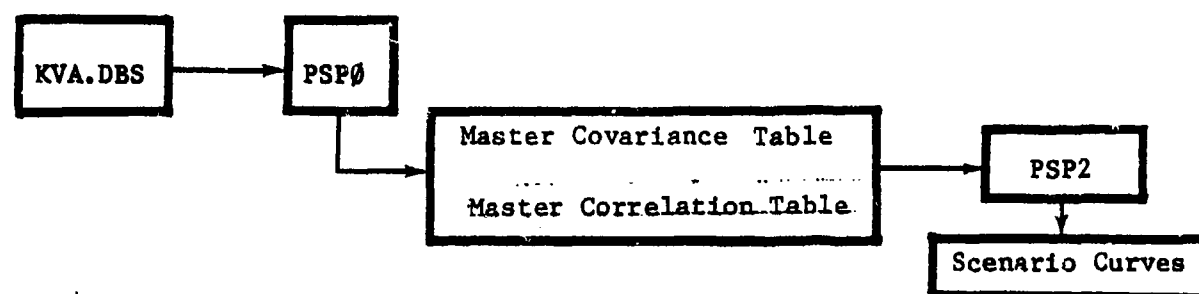 KVA.DBS
PSPØ
Master Covariance Table
Master Correlation Table
PSP2
Scenario Curves